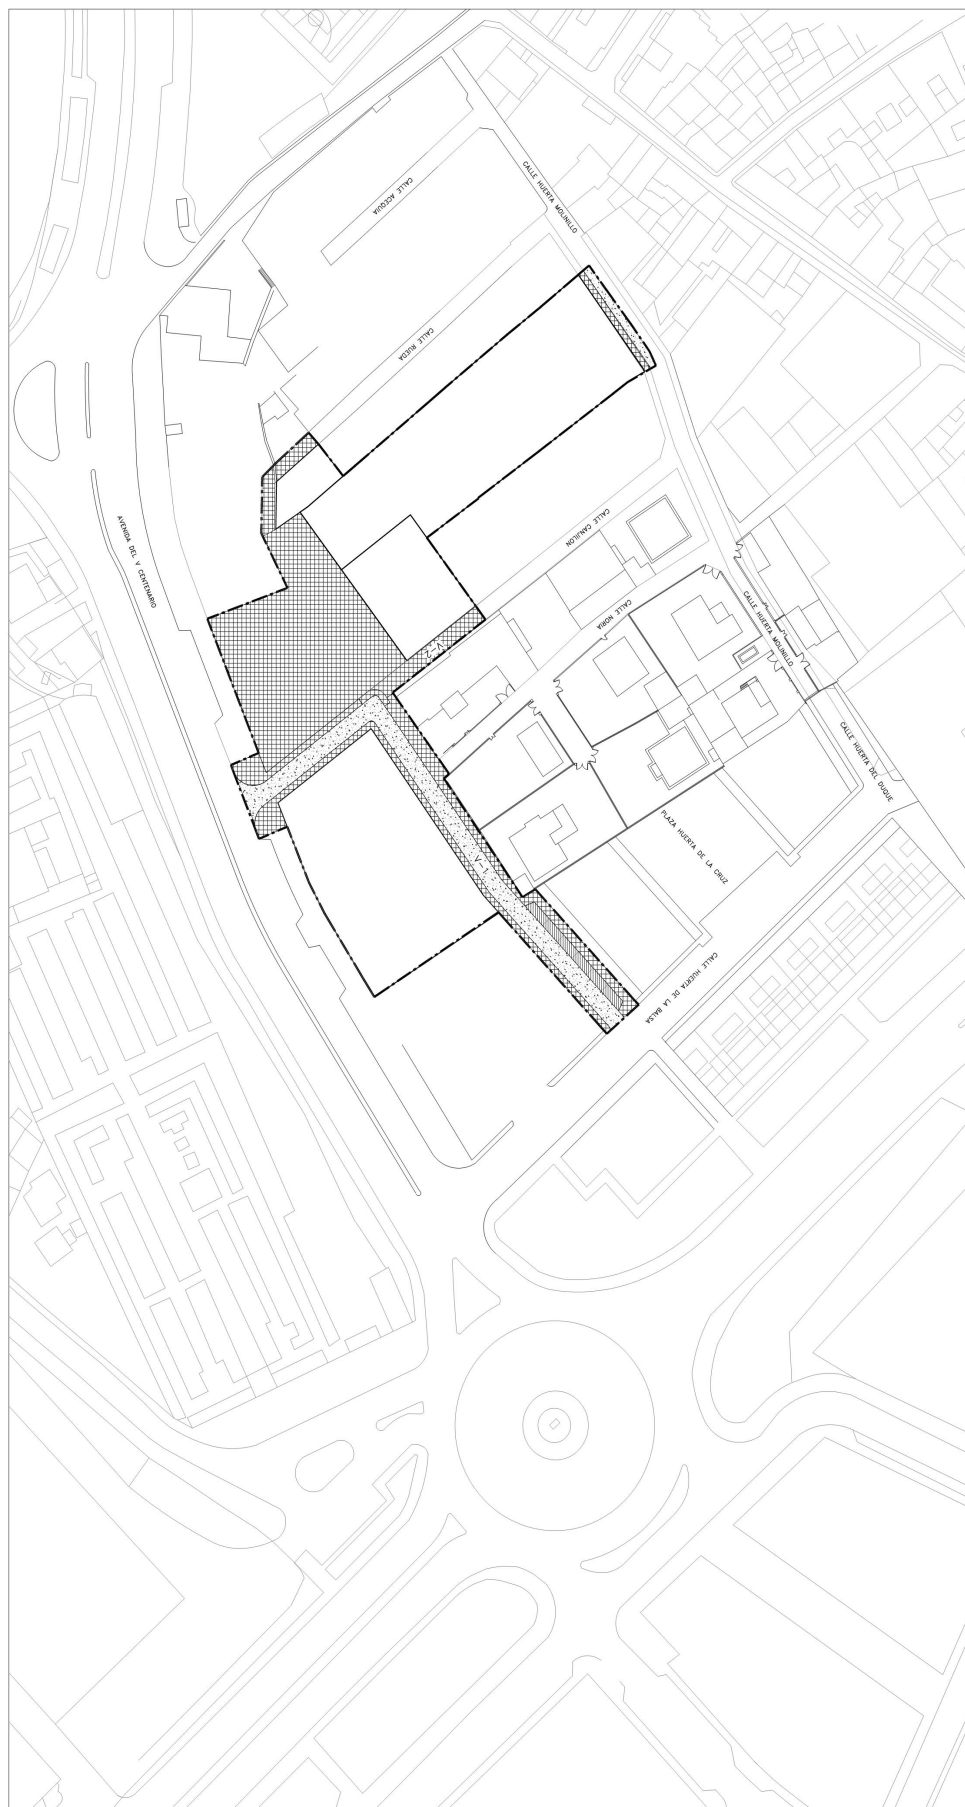 CALLE HUERTA MOLINILLO
CALLE ACEQUIA
CALLE RUEDA
AVENIDA DEL V CENTENARIO
CALLE CANJILON
CALLE NORIA
CALLE HUERTA MOLINILLO
V-2
CALLE HUERTA DEL DUQUE
PLAZA HUERTA DE LA CRUZ
V-1
CALLE HUERTA DE LA BALSA